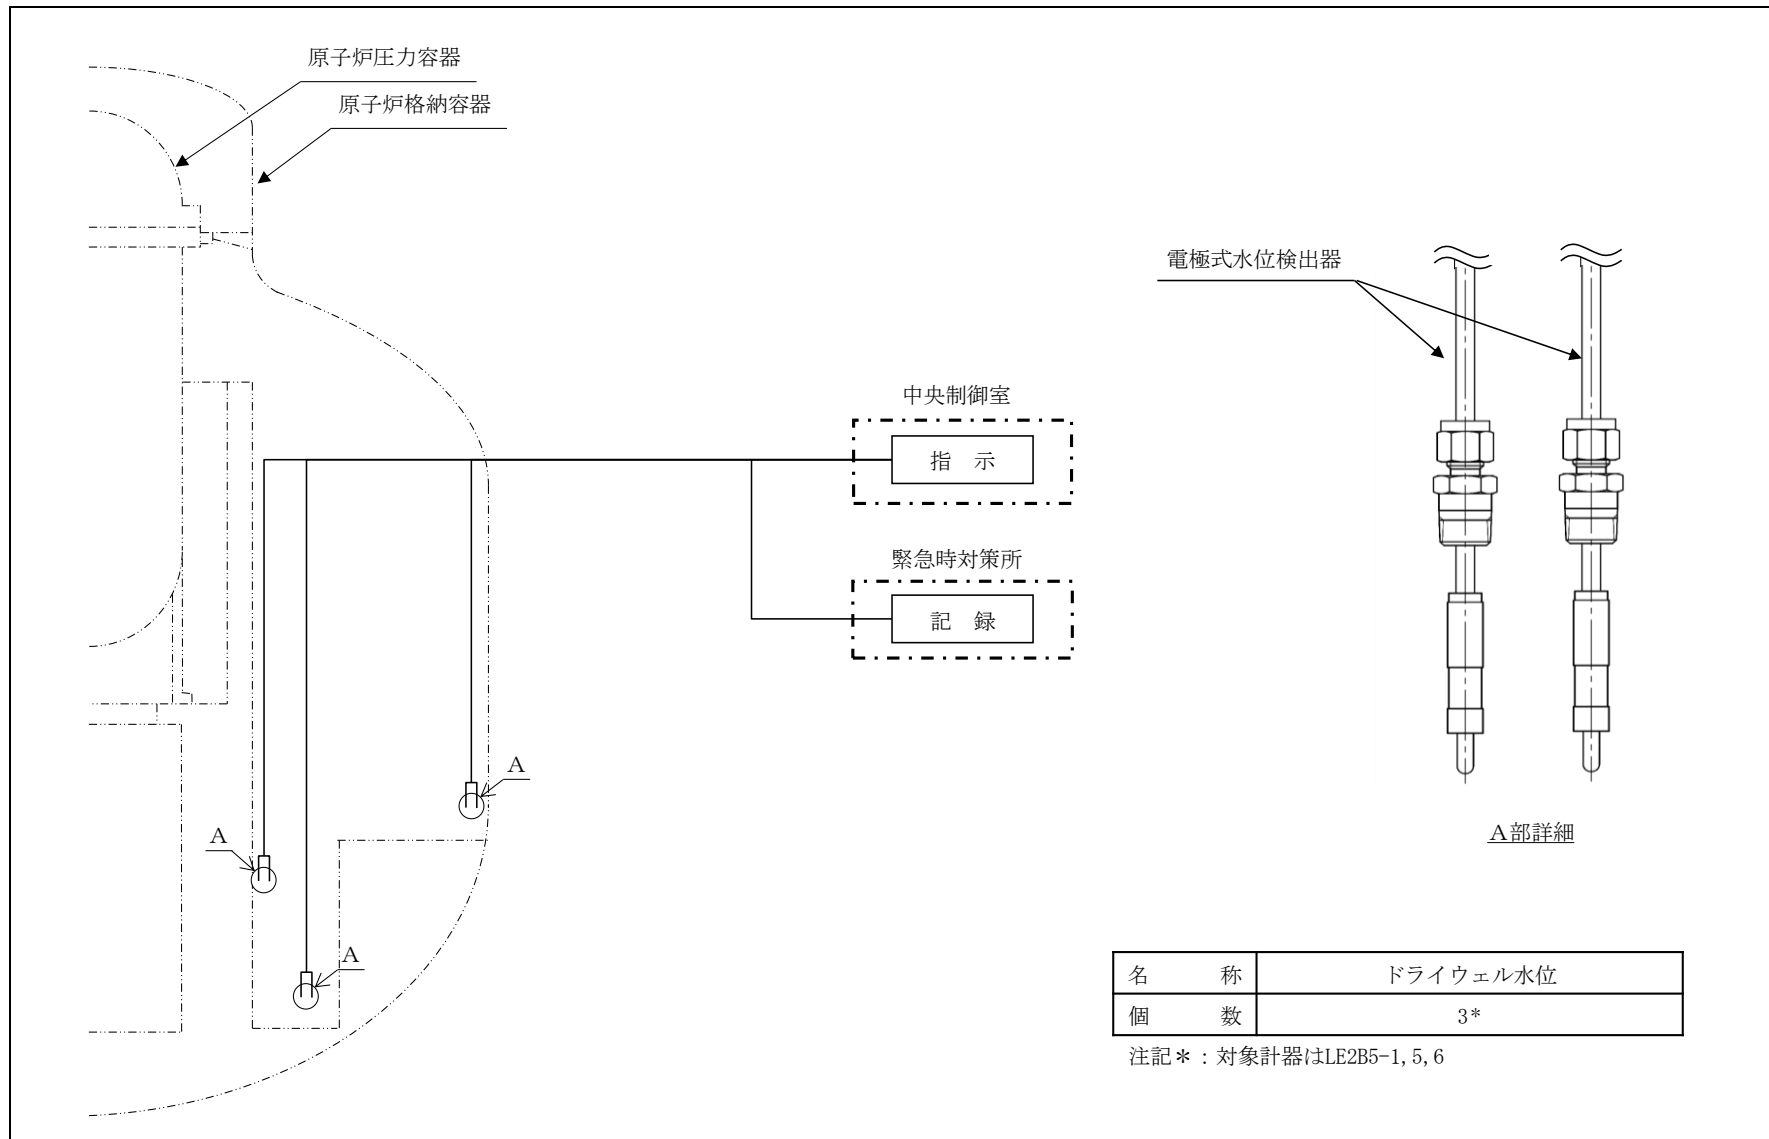 原子炉圧力容器
原子炉格納容器
電極式水位検出器
中央制御室
指 示
緊急時対策所
記 録
A
A
A
A部詳細
名 称 ドライウェル水位
個 数 3*
注記*:対象計器はLE2B5-1,5,6